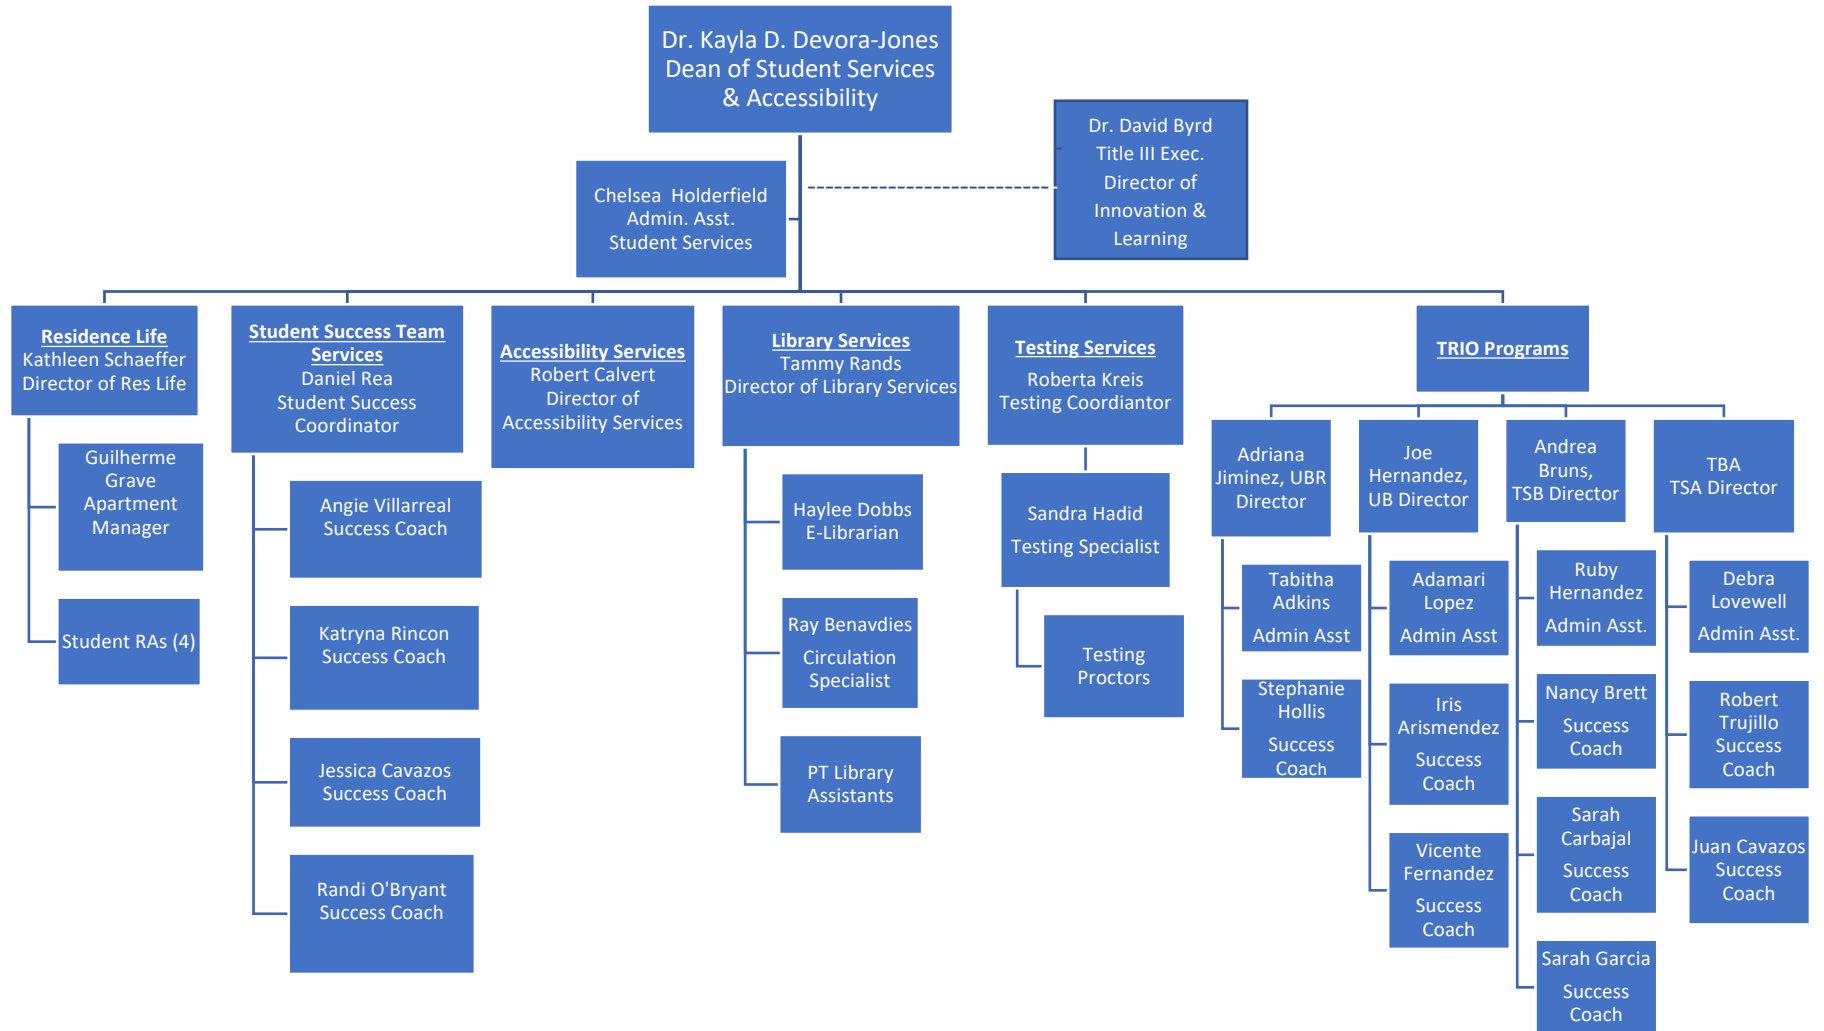 Dr. Kayla D. Devora-Jones
Dean of Student Services
& Accessibility
Dr. David Byrd
Title III Exec.
Director of
Innovation &
Learning
Chelsea  Holderfield
Admin. Asst.
Student Services
Residence Life
Kathleen Schaeffer
Director of Res Life
Guilherme
Grave
Apartment
Manager
Student RAs (4)
Student Success Team
Services
Daniel Rea
Student Success
Coordinator
Angie Villarreal
Success Coach
Katryna Rincon
Success Coach
Jessica Cavazos
Success Coach
Randi O'Bryant
Success Coach
Accessibility Services
Robert Calvert
Director of
Accessibility Services
Library Services
Tammy Rands
Director of Library Services
Haylee Dobbs
E-Librarian
Ray Benavdies
Circulation
Specialist
PT Library
Assistants
Testing Services
Roberta Kreis
Testing Coordiantor
Sandra Hadid
Testing Specialist
Testing
Proctors
TRIO Programs
Adriana
Jiminez, UBR
Director
Tabitha
Adkins
Admin Asst
Stephanie
Hollis
Success
Coach
Joe
Hernandez,
UB Director
Adamari
Lopez
Admin Asst
Iris
Arismendez
Success
Coach
Vicente
Fernandez
Success
Coach
Andrea
Bruns,
TSB Director
Ruby
Hernandez
Admin Asst.
Nancy Brett
Success
Coach
Sarah
Carbajal
Success
Coach
Sarah Garcia
Success
Coach
TBA
TSA Director
Debra
Lovewell
Admin Asst.
Robert
Trujillo
Success
Coach
Juan Cavazos
Success
Coach